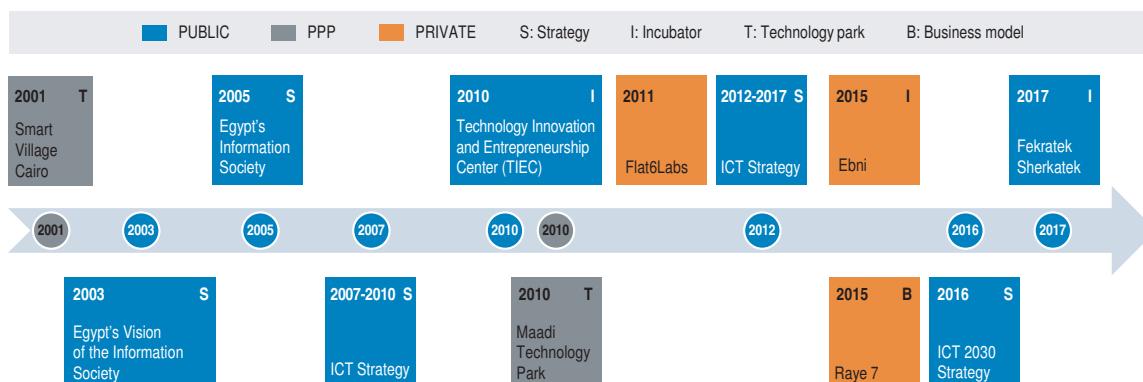 PUBLIC PPP PRIVATE S: Strategy I: Incubator T: Technology park B: Business model
2001 T
Smart
Village
Cairo
2005 S
Egypt's
Information
Society
2010 I
Technology Innovation
and Entrepreneurship
Center (TIEC)
2011
Flat6Labs
2012-2017 S
ICT Strategy
2015 I
Ebni
2017 I
Fekratek
Sherkatek
2001 2003 2005 2007 2010 2010 2012 2016 2017
2003 S
Egypt's Vision
of the Information
Society
2007-2010 S
ICT Strategy
2010 T
Maadi
Technology
Park
2015 B
Raye 7
2016 S
ICT 2030
Strategy